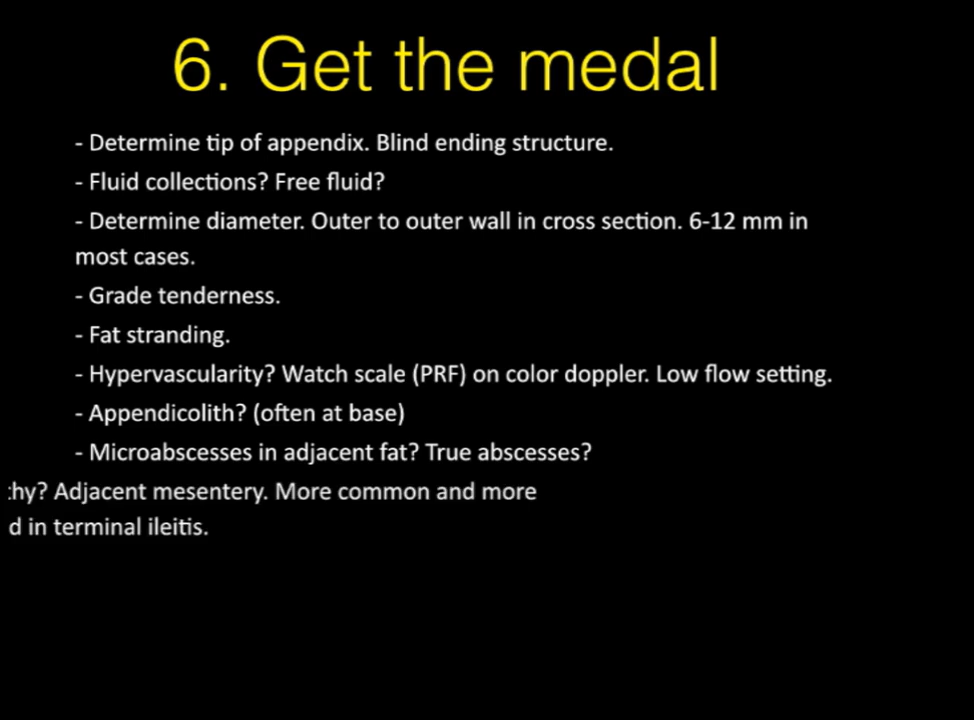 6. Get the medal
- Determine tip of appendix. Blind ending structure.
- Fluid collections? Free fluid?
- Determine diameter. Outer to outer wall in cross section. 6-12 mm in
most cases.
- Grade tenderness.
- Fat stranding.
- Hypervascularity? Watch scale (PRF) on color doppler. Low flow setting.
- Appendicolith? (often at base)
- Microabscesses in adjacent fat? True abscesses?
hy? Adjacent mesentery. More common and more
d in terminal ileitis.